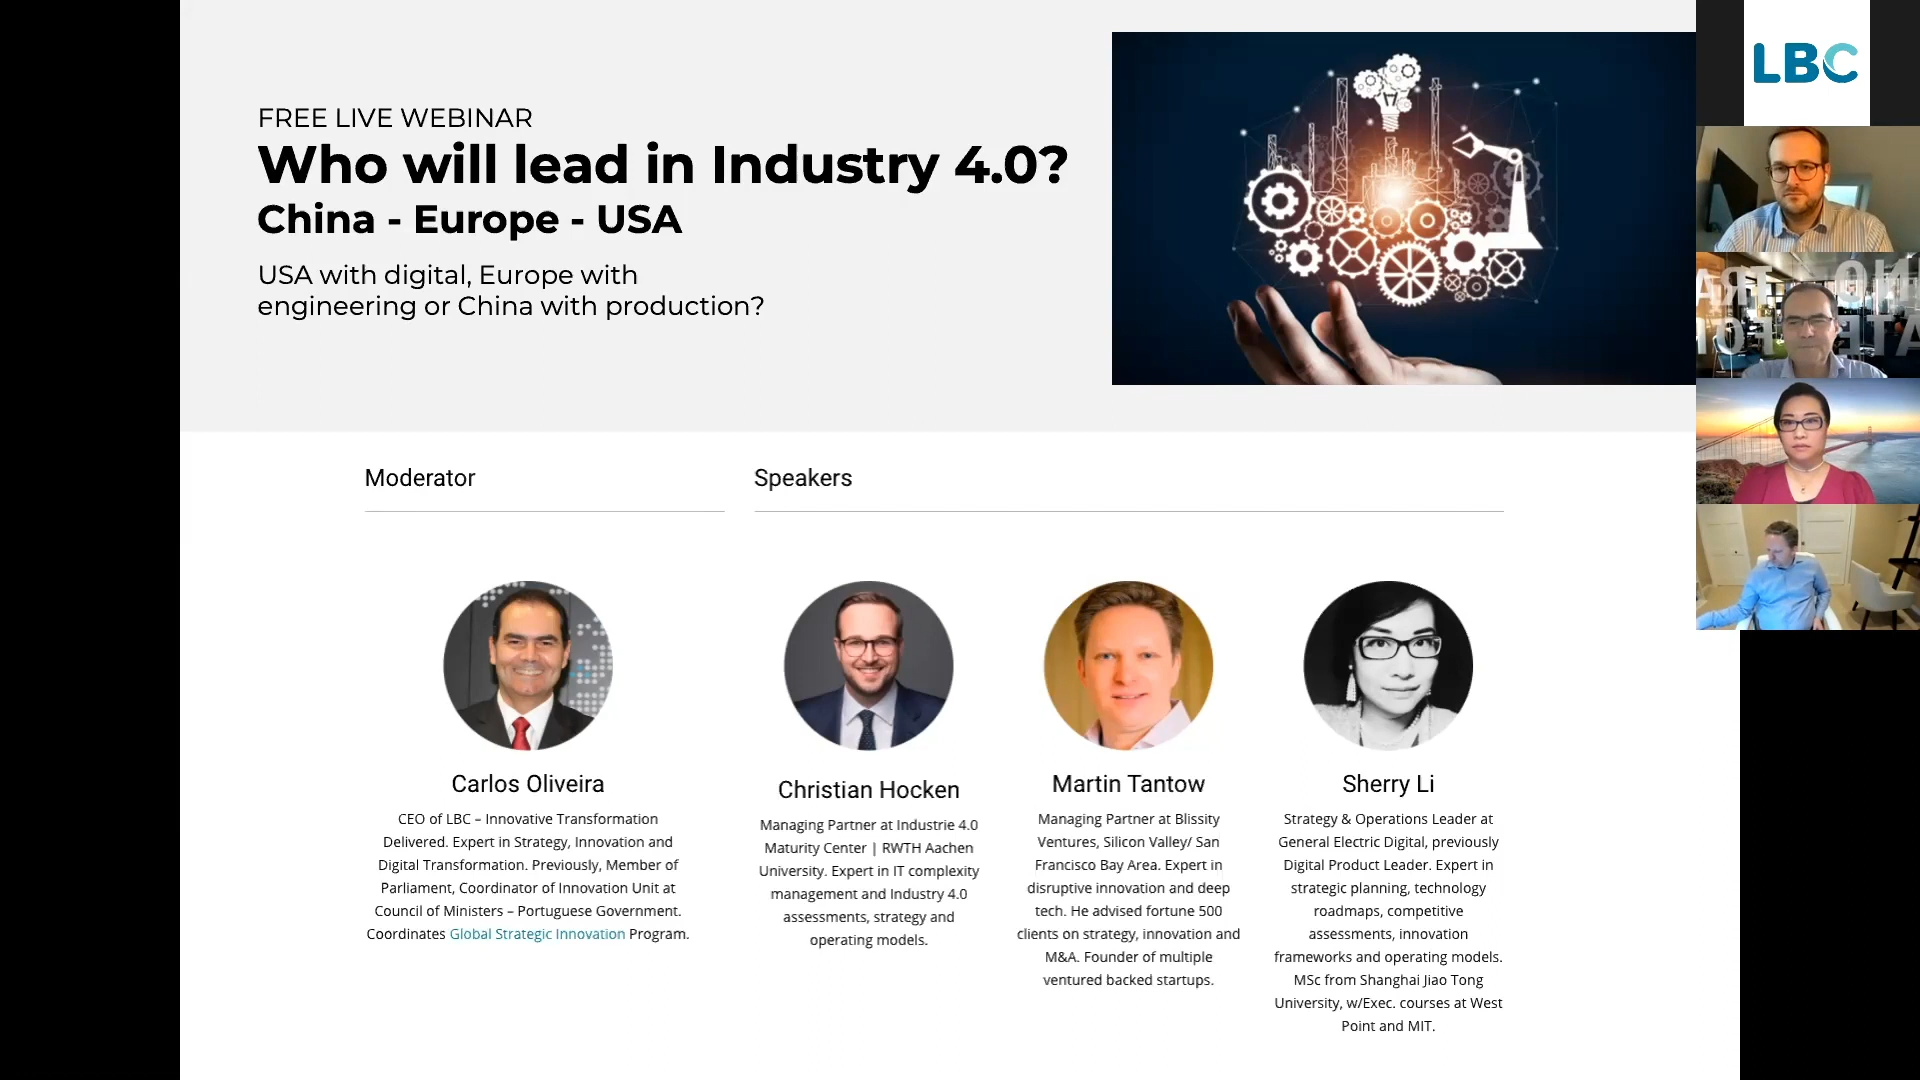 FREE LIVE WEBINAR
Who will lead in Industry 4.0?
China - Europe - USA
USA with digital, Europe with
engineering or China with production?
LBC
Moderator
Speakers
Carlos Oliveira
CEO of LBC – Innovative Transformation
Delivered. Expert in Strategy, Innovation and
Digital Transformation. Previously, Member of
Parliament, Coordinator of Innovation Unit at
Council of Ministers – Portuguese Government.
Coordinates Global Strategic Innovation Program.
Christian Hocken
Managing Partner at Industrie 4.0
Maturity Center | RWTH Aachen
University. Expert in IT complexity
management and Industry 4.0
assessments, strategy and
operating models.
Martin Tantow
Managing Partner at Blissity
Ventures, Silicon Valley/ San
Francisco Bay Area. Expert in
disruptive innovation and deep
tech. He advised fortune 500
clients on strategy, innovation and
M&A. Founder of multiple
ventured backed startups.
Sherry Li
Strategy & Operations Leader at
General Electric Digital, previously
Digital Product Leader. Expert in
strategic planning, technology
roadmaps, competitive
assessments, innovation
frameworks and operating models.
MSc from Shanghai Jiao Tong
University, w/Exec. courses at West
Point and MIT.